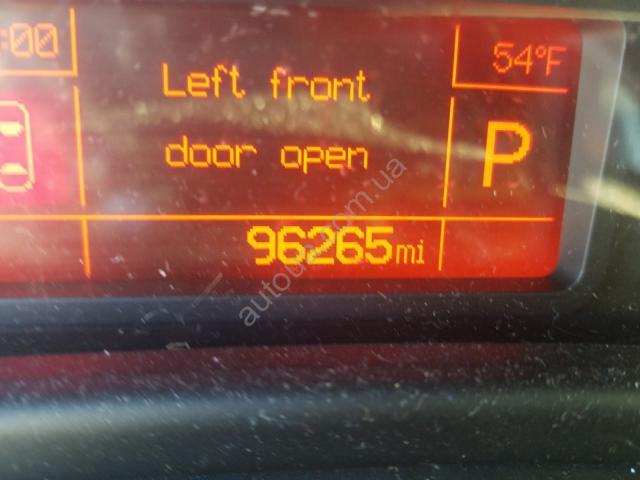 :00
54°F
Left front
door open
P
96265mi